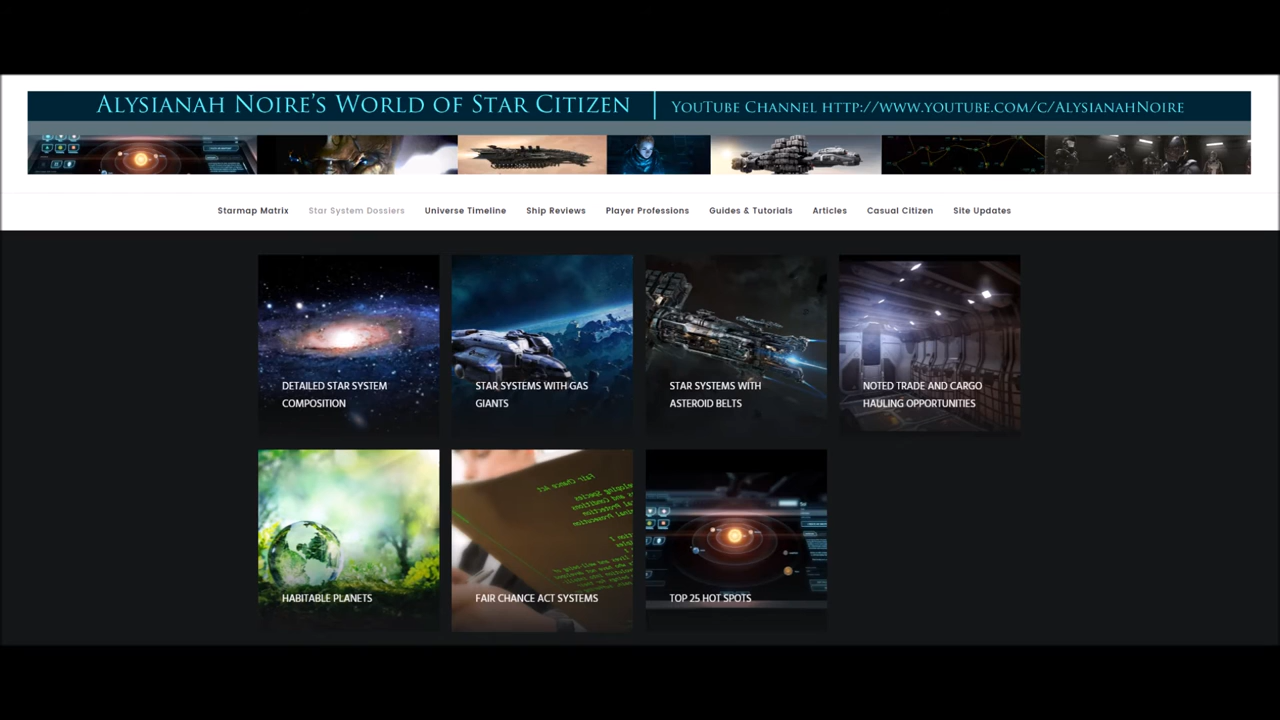 ALYSIANAH NOIRE'S WORLD OF STAR CITIZEN | YOUTUBE CHANNEL HTTP://WWW.YOUTUBE.COM/C/ALYSIANAHNOIRE
Starmap Matrix Star System Dossiers Universe Timeline Ship Reviews Player Professions Guides & Tutorials Articles Casual Citizen Site Updates
DETAILED STAR SYSTEM
COMPOSITION
STAR SYSTEMS WITH GAS
GIANTS
STAR SYSTEMS WITH
ASTEROID BELTS
NOTED TRADE AND CARGO
HAULING OPPORTUNITIES
Fair Chance Act
HABITABLE PLANETS
FAIR CHANCE ACT SYSTEMS
TOP 25 HOT SPOTS